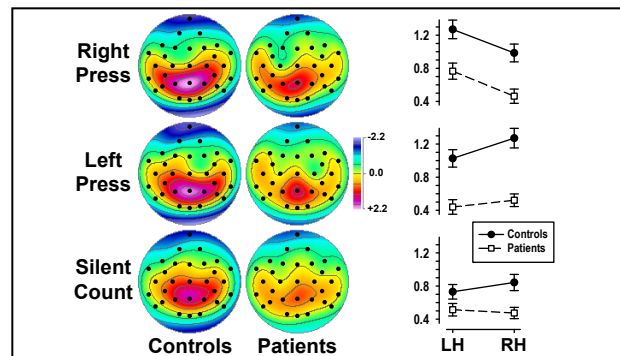 Right
Press
Left
Press
Silent
Count
Controls
Patients
-2.2
0.0
+2.2
1.2
0.8
0.4
1.2
0.8
0.4
Controls
Patients
1.2
0.8
0.4
LH
RH